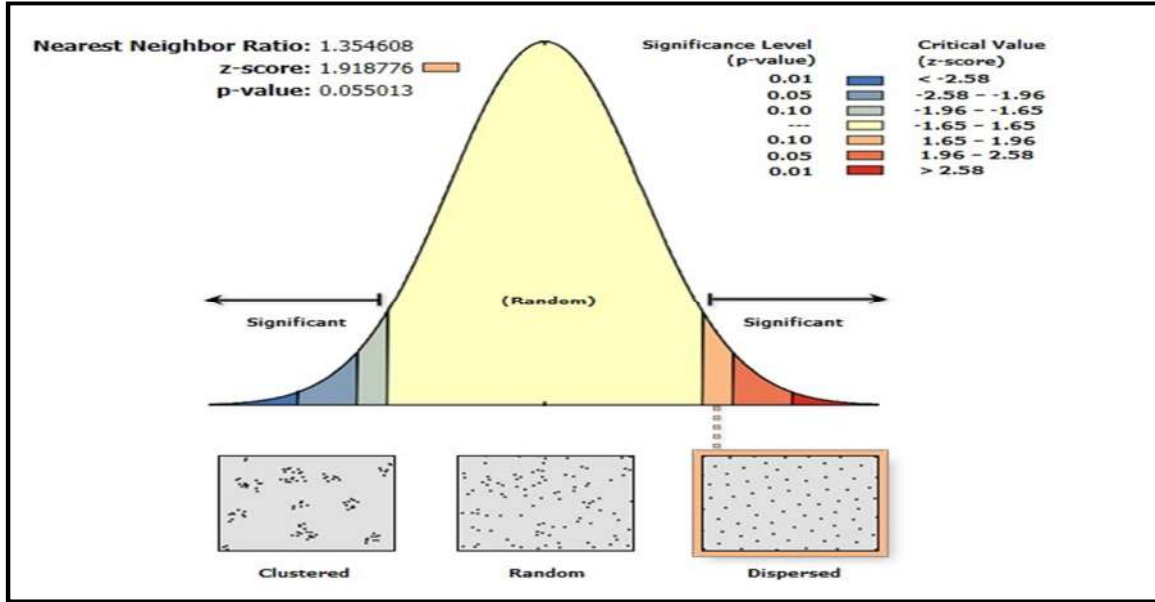 Nearest Neighbor Ratio: 1.354608
z-score: 1.918776
p-value: 0.055013
Significance Level Critical Value
(p-value) (z-score)
0.01 < -2.58
0.05 -2.58 – -1.96
0.10 -1.96 – -1.65
--- -1.65 – 1.65
0.10 1.65 – 1.96
0.05 1.96 – 2.58
0.01 > 2.58
(Random)
Significant Significant
Clustered Random Dispersed